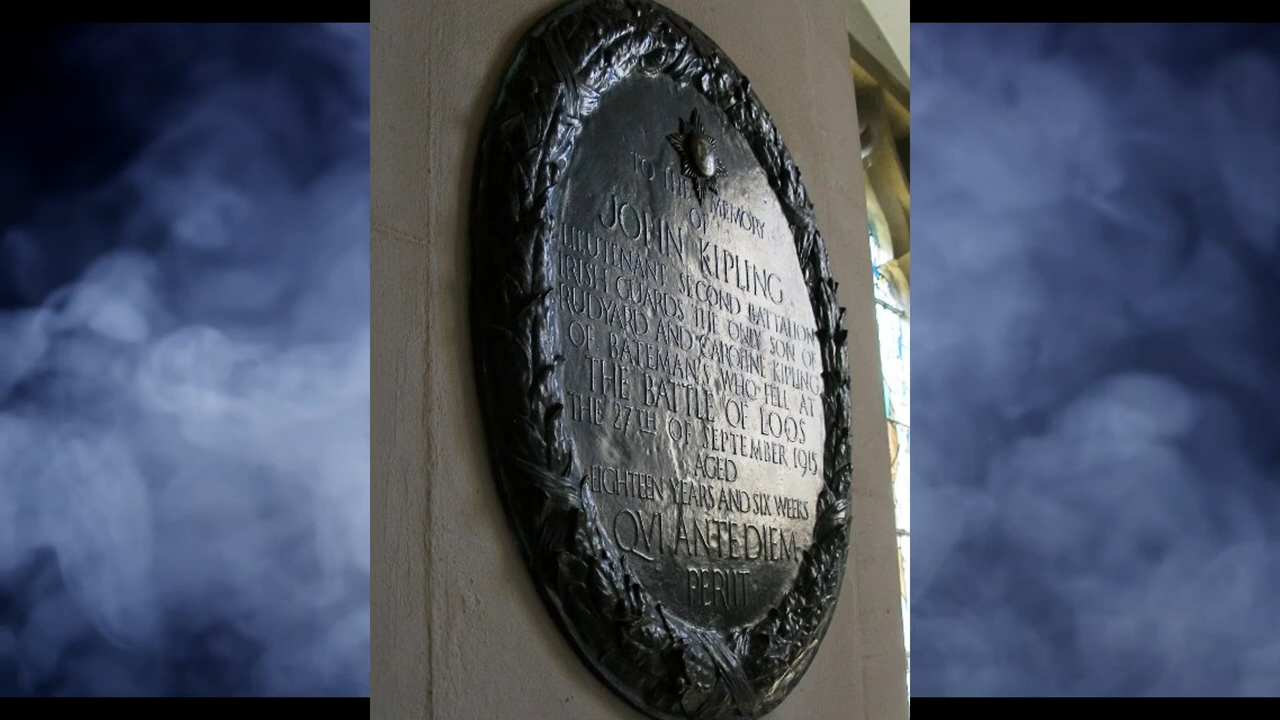 TO THE MEMORY
OF
JOHN KIPLING
LIEUTENANT SECOND BATTALION
IRISH GUARDS THE ONLY SON OF
RUDYARD AND CAROLINE KIPLING
OF BATEMAN'S WHO FELL AT
THE BATTLE OF LOOS
THE 27TH OF SEPTEMBER 1915
AGED
EIGHTEEN YEARS AND SIX WEEKS
QVI ANTE DIEM
PERIIT